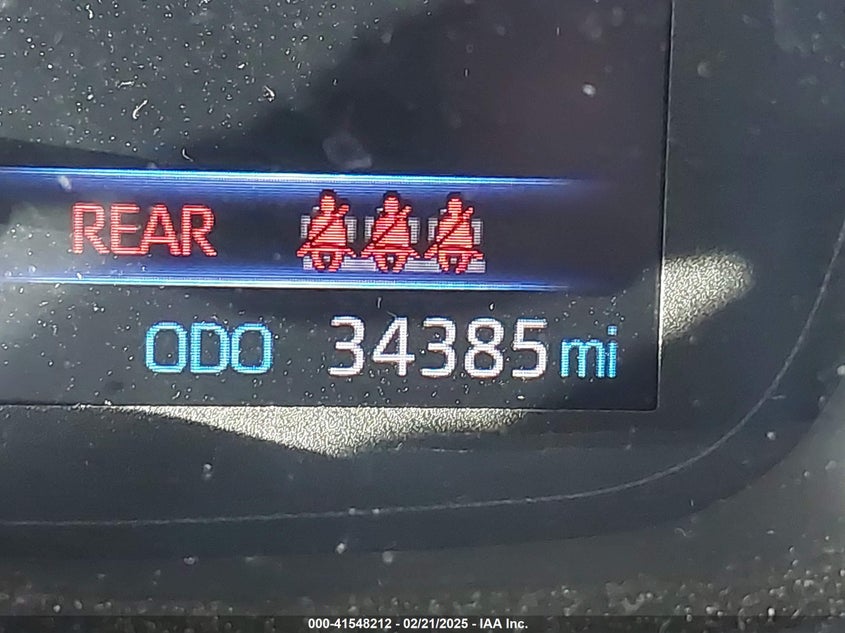 REAR
ODO 34385 mi
000-41548212 - 02/21/2025 - IAA Inc.